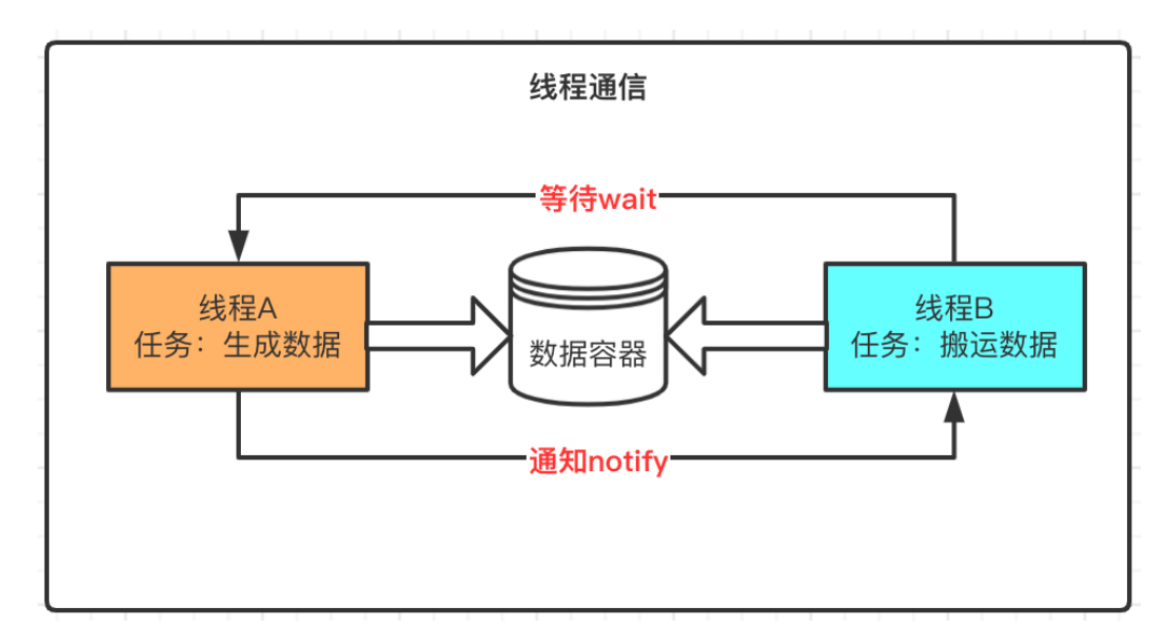 线程通信
等待wait
线程A
任务：生成数据
数据容器
线程B
任务：搬运数据
通知notify